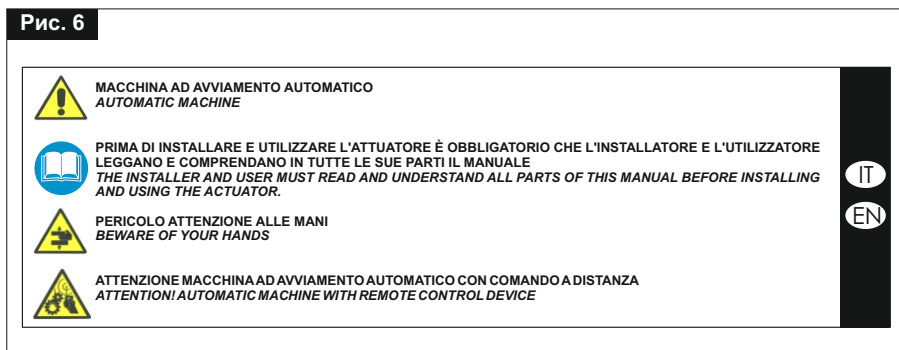 Рис. 6
MACCHINA AD AVVIAMENTO AUTOMATICO
AUTOMATIC MACHINE
PRIMA DI INSTALLARE E UTILIZZARE L'ATTUATORE È OBBLIGATORIO CHE L'INSTALLATORE E L'UTILIZZATORE
LEGGANO E COMPRENDANO IN TUTTE LE SUE PARTI IL MANUALE
THE INSTALLER AND USER MUST READ AND UNDERSTAND ALL PARTS OF THIS MANUAL BEFORE INSTALLING
AND USING THE ACTUATOR.
PERICOLO ATTENZIONE ALLE MANI
BEWARE OF YOUR HANDS
ATTENZIONE MACCHINA AD AVVIAMENTO AUTOMATICO CON COMANDO A DISTANZA
ATTENTION! AUTOMATIC MACHINE WITH REMOTE CONTROL DEVICE
IT
EN